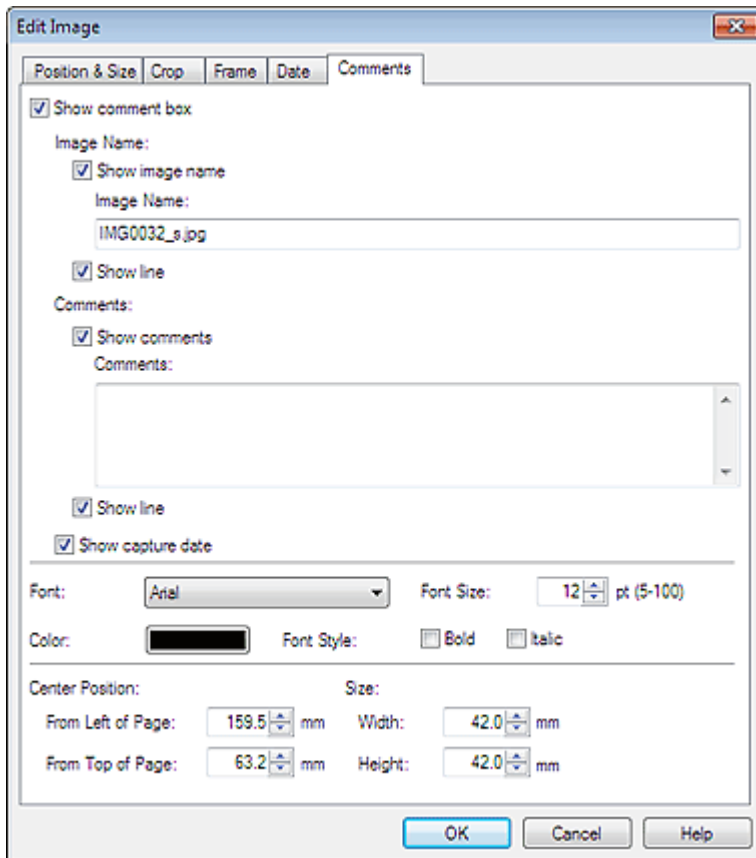 Edit Image
Position & Size Crop Frame Date Comments
Show comment box
Image Name:
Show image name
Image Name:
IMG0032_s.jpg
Show line
Comments:
Show comments
Comments:
Show line
Show capture date
Font: Arial Font Size: 12 pt (5-100)
Color: Font Style: Bold Italic
Center Position: Size:
From Left of Page: 159.5 mm Width: 42.0 mm
From Top of Page: 63.2 mm Height: 42.0 mm
OK Cancel Help